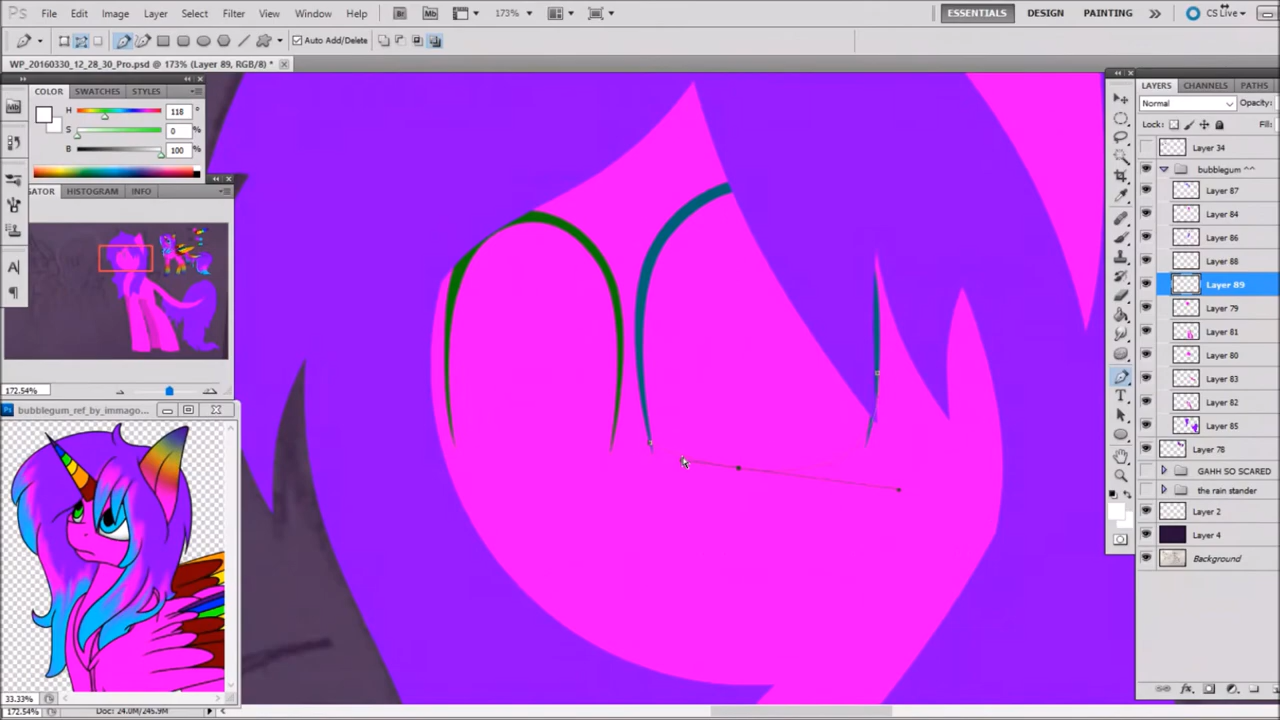 Ps File Edit Image Layer Select Filter View Window Help Br Mb 173% ESSENTIALS DESIGN PAINTING CS Live
Auto Add/Delete
WP_20160330_12_28_30_Pro.psd @ 173% (Layer 89, RGB/8) *
COLOR SWATCHES STYLES
H 118 °
S 0 %
B 100 %
GATOR HISTOGRAM INFO
172.54%
bubblegum_ref_by_immago
33.33%
172.54% Doc: 24.0M/245.9M
LAYERS CHANNELS PATHS
Normal Opacity:
Lock: Fill:
Layer 34
bubblegum ^^
Layer 87
Layer 84
Layer 86
Layer 88
Layer 89
Layer 79
Layer 81
Layer 80
Layer 83
Layer 82
Layer 85
Layer 78
GAHH SO SCARED
the rain stander
Layer 2
Layer 4
Background